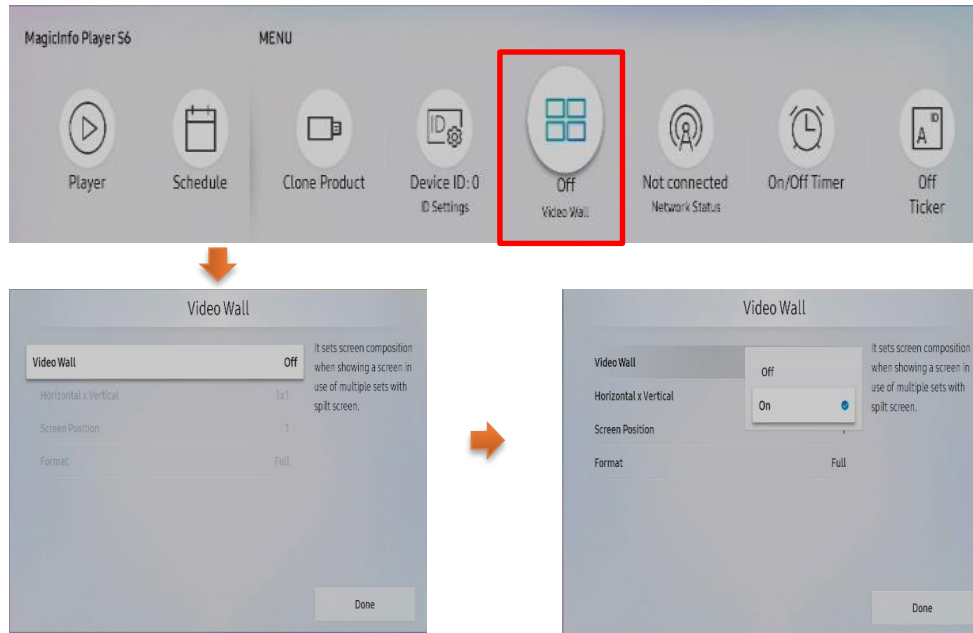 MagicInfo Player S6
MENU
Player
Schedule
Clone Product
Device ID: 0
ID Settings
Off
Video Wall
Not connected
Network Status
On/Off Timer
ID
A
Off
Ticker
Video Wall
Video Wall Off
Horizontal x Vertical 1x1
Screen Position 1
Format Full
It sets screen composition
when showing a screen in
use of multiple sets with
split screen.
Done
Video Wall
Video Wall
Off
On
Horizontal x Vertical
Screen Position
Format Full
It sets screen composition
when showing a screen in
use of multiple sets with
split screen.
Done